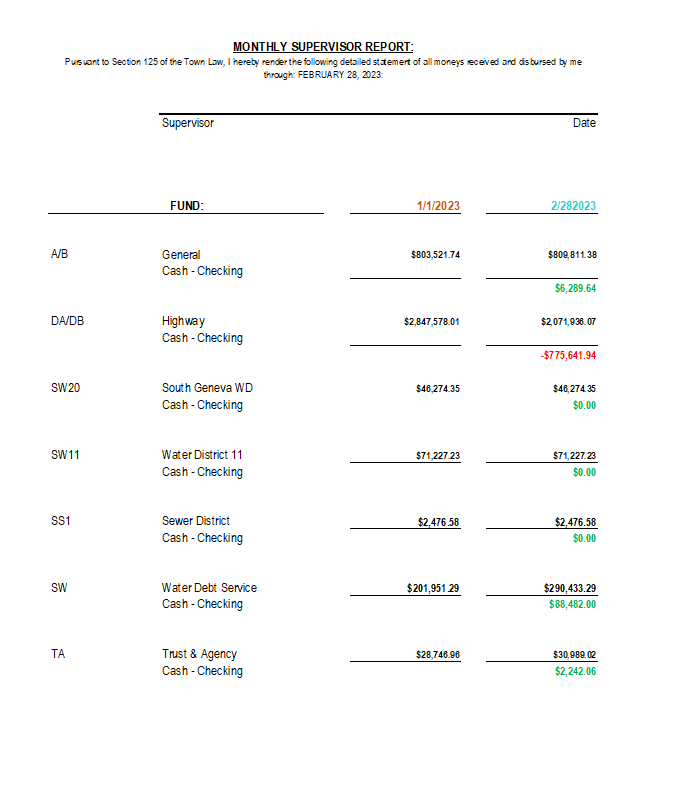 MONTHLY SUPERVISOR REPORT:
Pursuant to Section 125 of the Town Law, I hereby render the following detailed statement of all moneys received and disbursed by me
through: FEBRUARY 28, 2023:
Supervisor Date
FUND: 1/1/2023 2/282023
A/B General $803,521.74 $809,811.38
Cash - Checking
$6,289.64
DA/DB Highway $2,847,578.01 $2,071,936.07
Cash - Checking
-$775,641.94
SW20 South Geneva WD $46,274.35 $46,274.35
Cash - Checking $0.00
SW11 Water District 11 $71,227.23 $71,227.23
Cash - Checking $0.00
SS1 Sewer District $2,476.58 $2,476.58
Cash - Checking $0.00
SW Water Debt Service $201,951.29 $290,433.29
Cash - Checking $88,482.00
TA Trust & Agency $28,746.96 $30,989.02
Cash - Checking $2,242.06